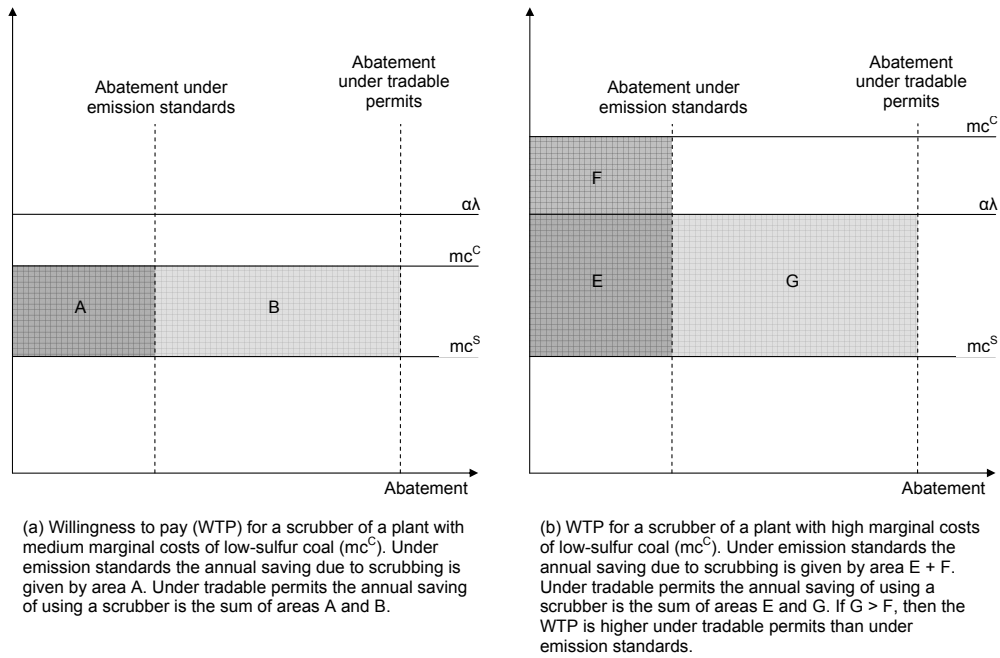 Abatement under
emission standards
Abatement
under tradable
permits
αλ
mcᶜ
A
B
mcˢ
Abatement
(a) Willingness to pay (WTP) for a scrubber of a plant with
medium marginal costs of low-sulfur coal (mcᶜ). Under
emission standards the annual saving due to scrubbing is
given by area A. Under tradable permits the annual saving
of using a scrubber is the sum of areas A and B.
Abatement under
emission standards
Abatement
under tradable
permits
mcᶜ
F
αλ
E
G
mcˢ
Abatement
(b) WTP for a scrubber of a plant with high marginal costs
of low-sulfur coal (mcᶜ). Under emission standards the
annual saving due to scrubbing is given by area E + F.
Under tradable permits the annual saving of using a
scrubber is the sum of areas E and G. If G > F, then the
WTP is higher under tradable permits than under
emission standards.